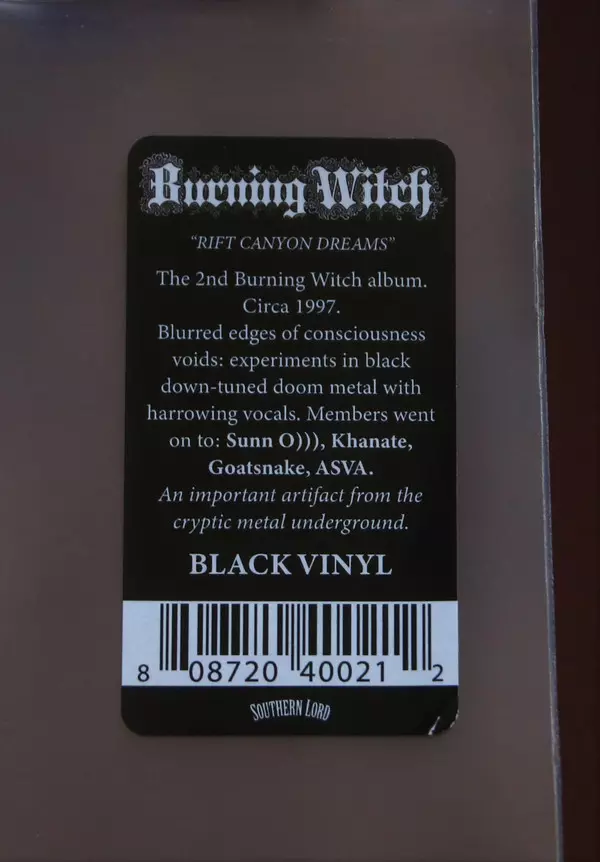 Burning Witch
“RIFT CANYON DREAMS”
The 2nd Burning Witch album.
Circa 1997.
Blurred edges of consciousness
voids: experiments in black
down-tuned doom metal with
harrowing vocals. Members went
on to: Sunn O))), Khanate,
Goatsnake, ASVA.
An important artifact from the
cryptic metal underground.
BLACK VINYL
8 08720 40021 2
SOUTHERN LORD